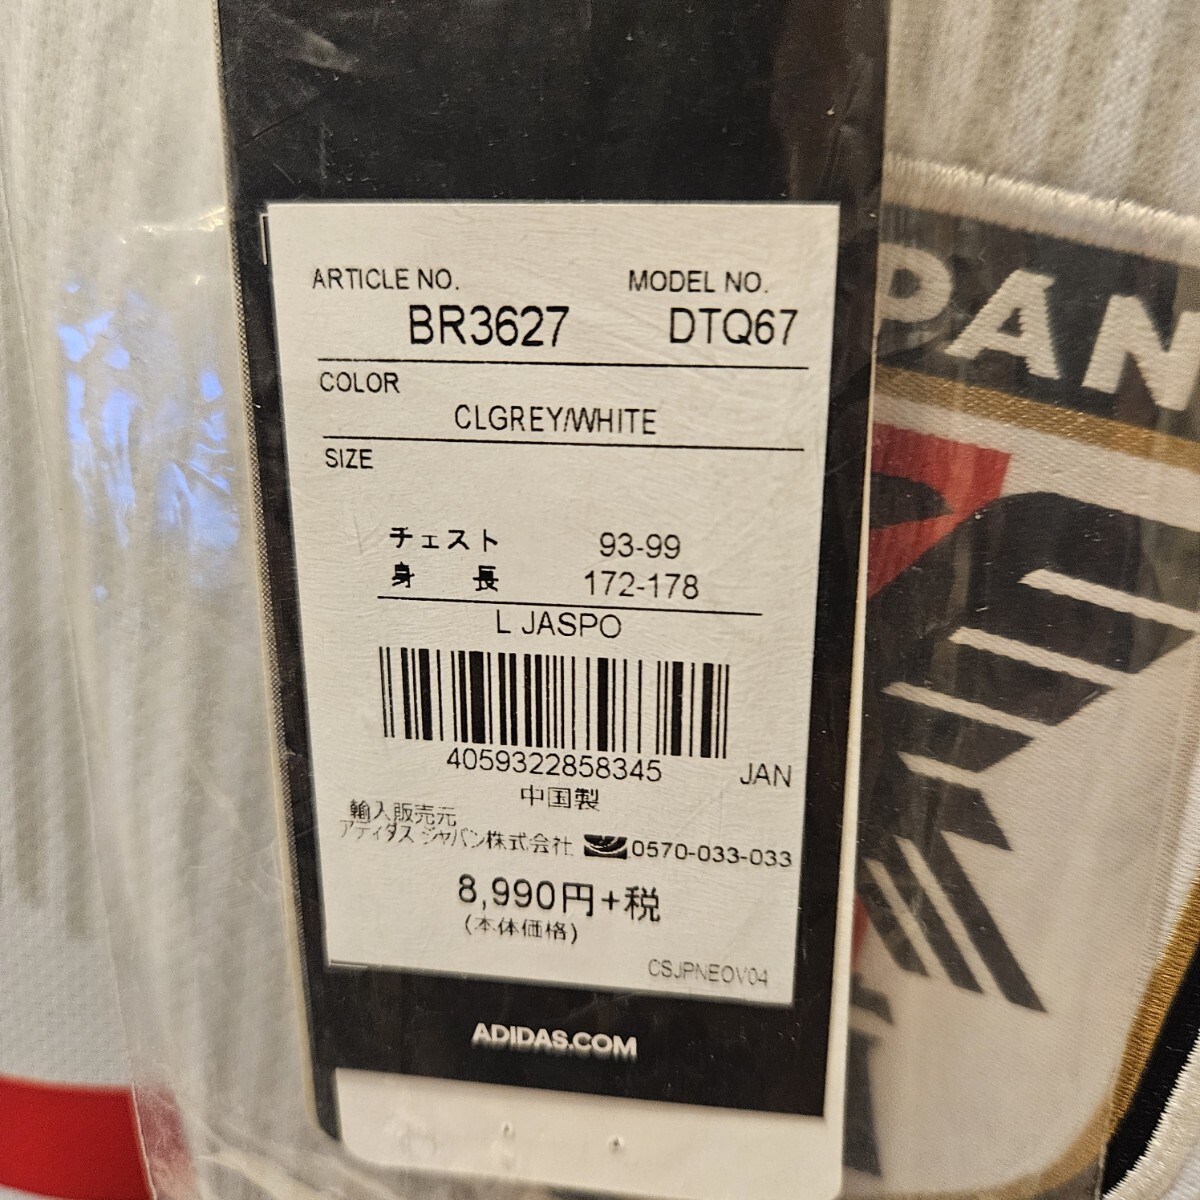 ARTICLE NO. MODEL NO.
BR3627 DTQ67
COLOR
CLGREY/WHITE
SIZE
チェスト 93-99
身 長 172-178
L JASPO
4059322858345 JAN
中国製
輸入販売元
アディダス ジャパン株式会社 0570-033-033
8,990円+税
(本体価格)
CSJPNEOV04
ADIDAS.COM
PAN